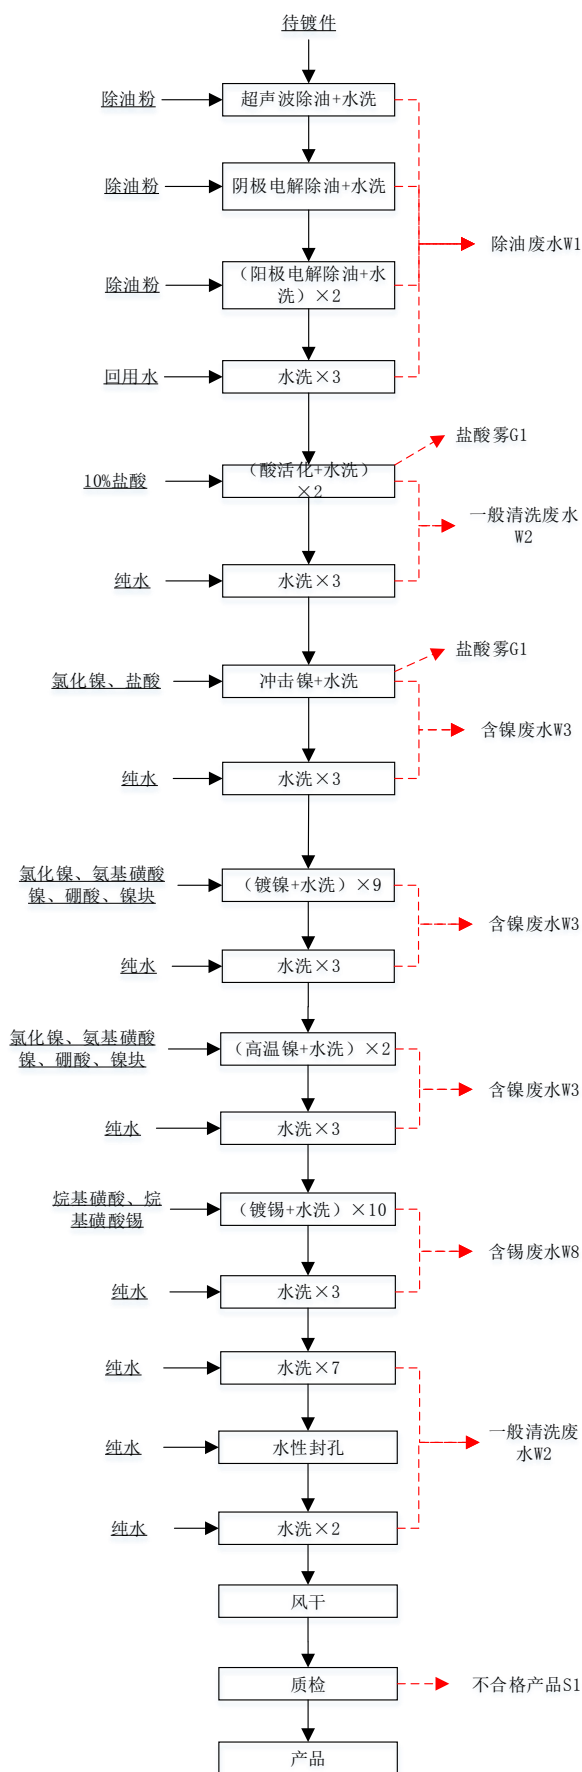 待镀件
除油粉
超声波除油+水洗
除油粉
阴极电解除油+水洗
除油废水W1
除油粉
（阳极电解除油+水
洗）×2
回用水
水洗×3
盐酸雾G1
10%盐酸
（酸活化+水洗）
×2
一般清洗废水
W2
纯水
水洗×3
盐酸雾G1
氯化镍、盐酸
冲击镍+水洗
含镍废水W3
纯水
水洗×3
氯化镍、氨基磺酸
镍、硼酸、镍块
（镀镍+水洗）×9
含镍废水W3
纯水
水洗×3
氯化镍、氨基磺酸
镍、硼酸、镍块
（高温镍+水洗）×2
含镍废水W3
纯水
水洗×3
烷基磺酸、烷
基磺酸锡
（镀锡+水洗）×10
含锡废水W8
纯水
水洗×3
纯水
水洗×7
一般清洗废
水W2
纯水
水性封孔
纯水
水洗×2
风干
质检
不合格产品S1
产品